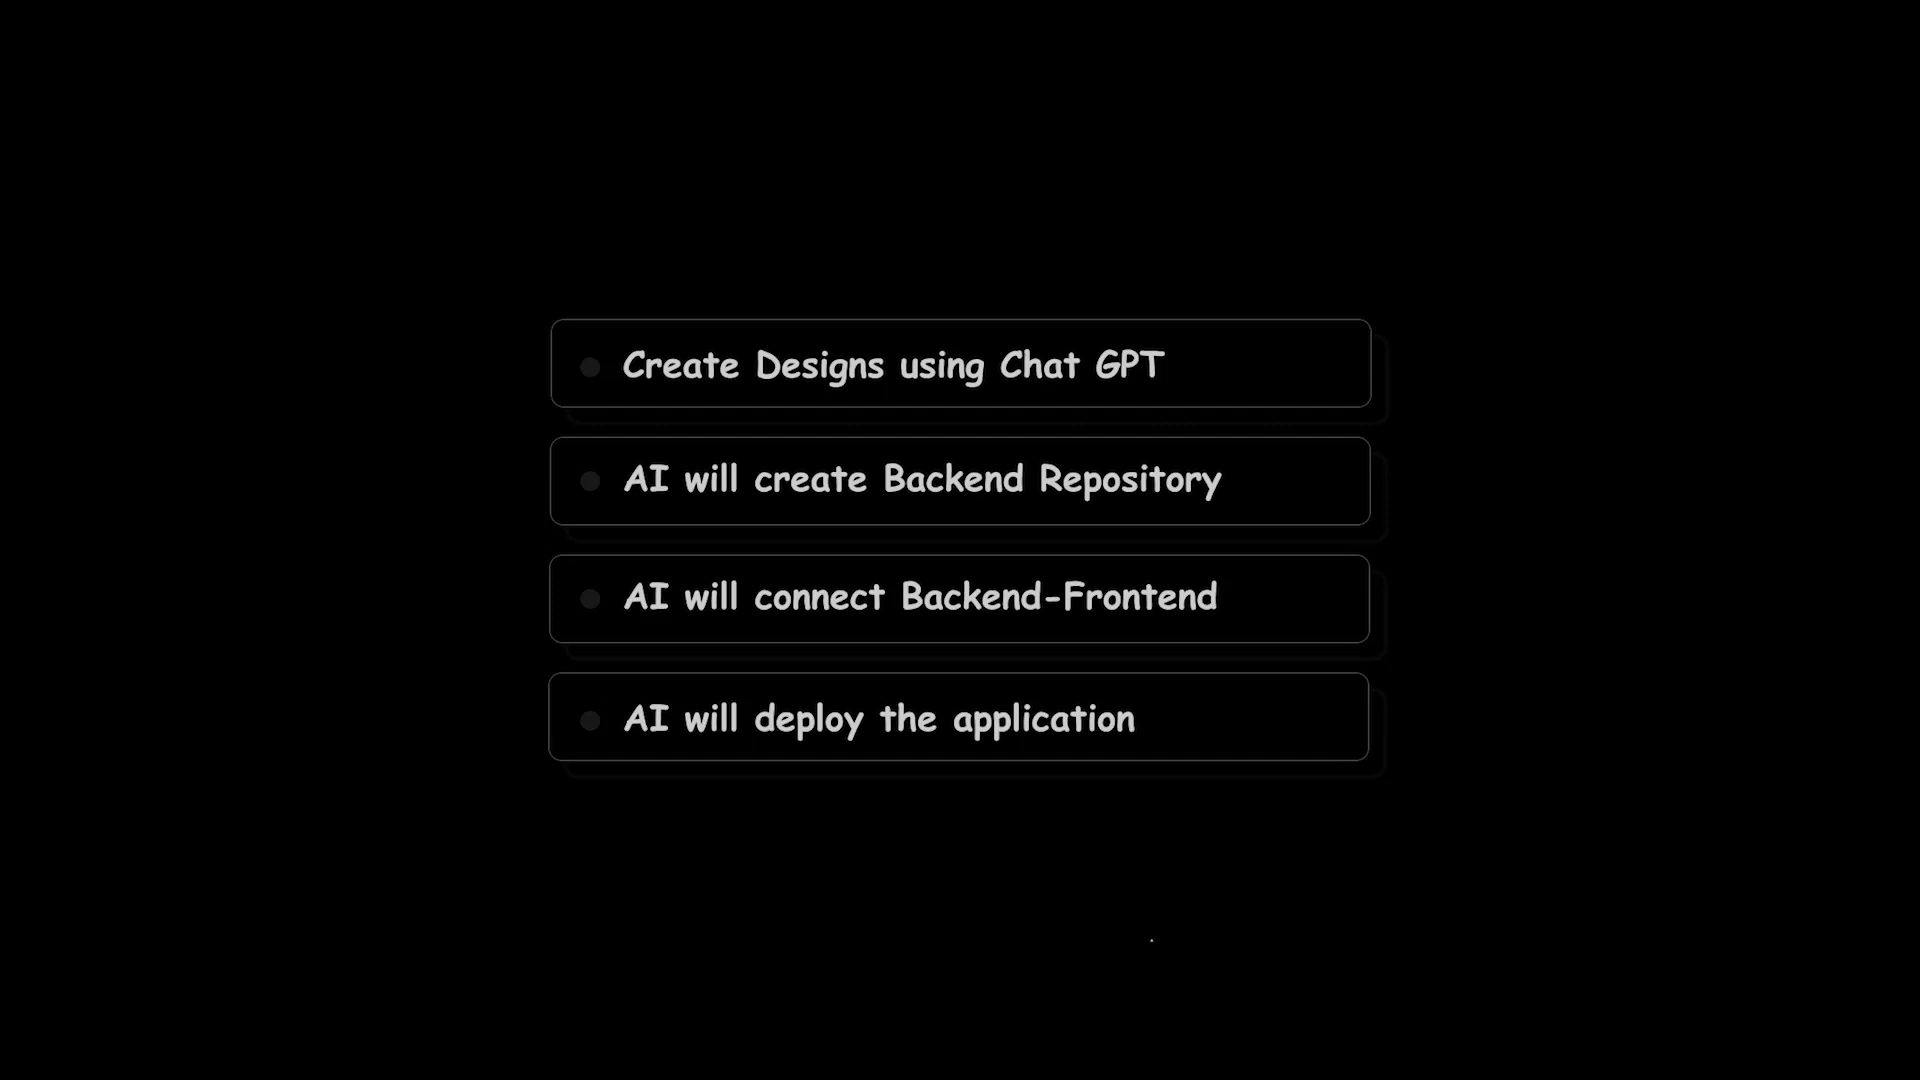 Create Designs using Chat GPT
AI will create Backend Repository
AI will connect Backend-Frontend
AI will deploy the application